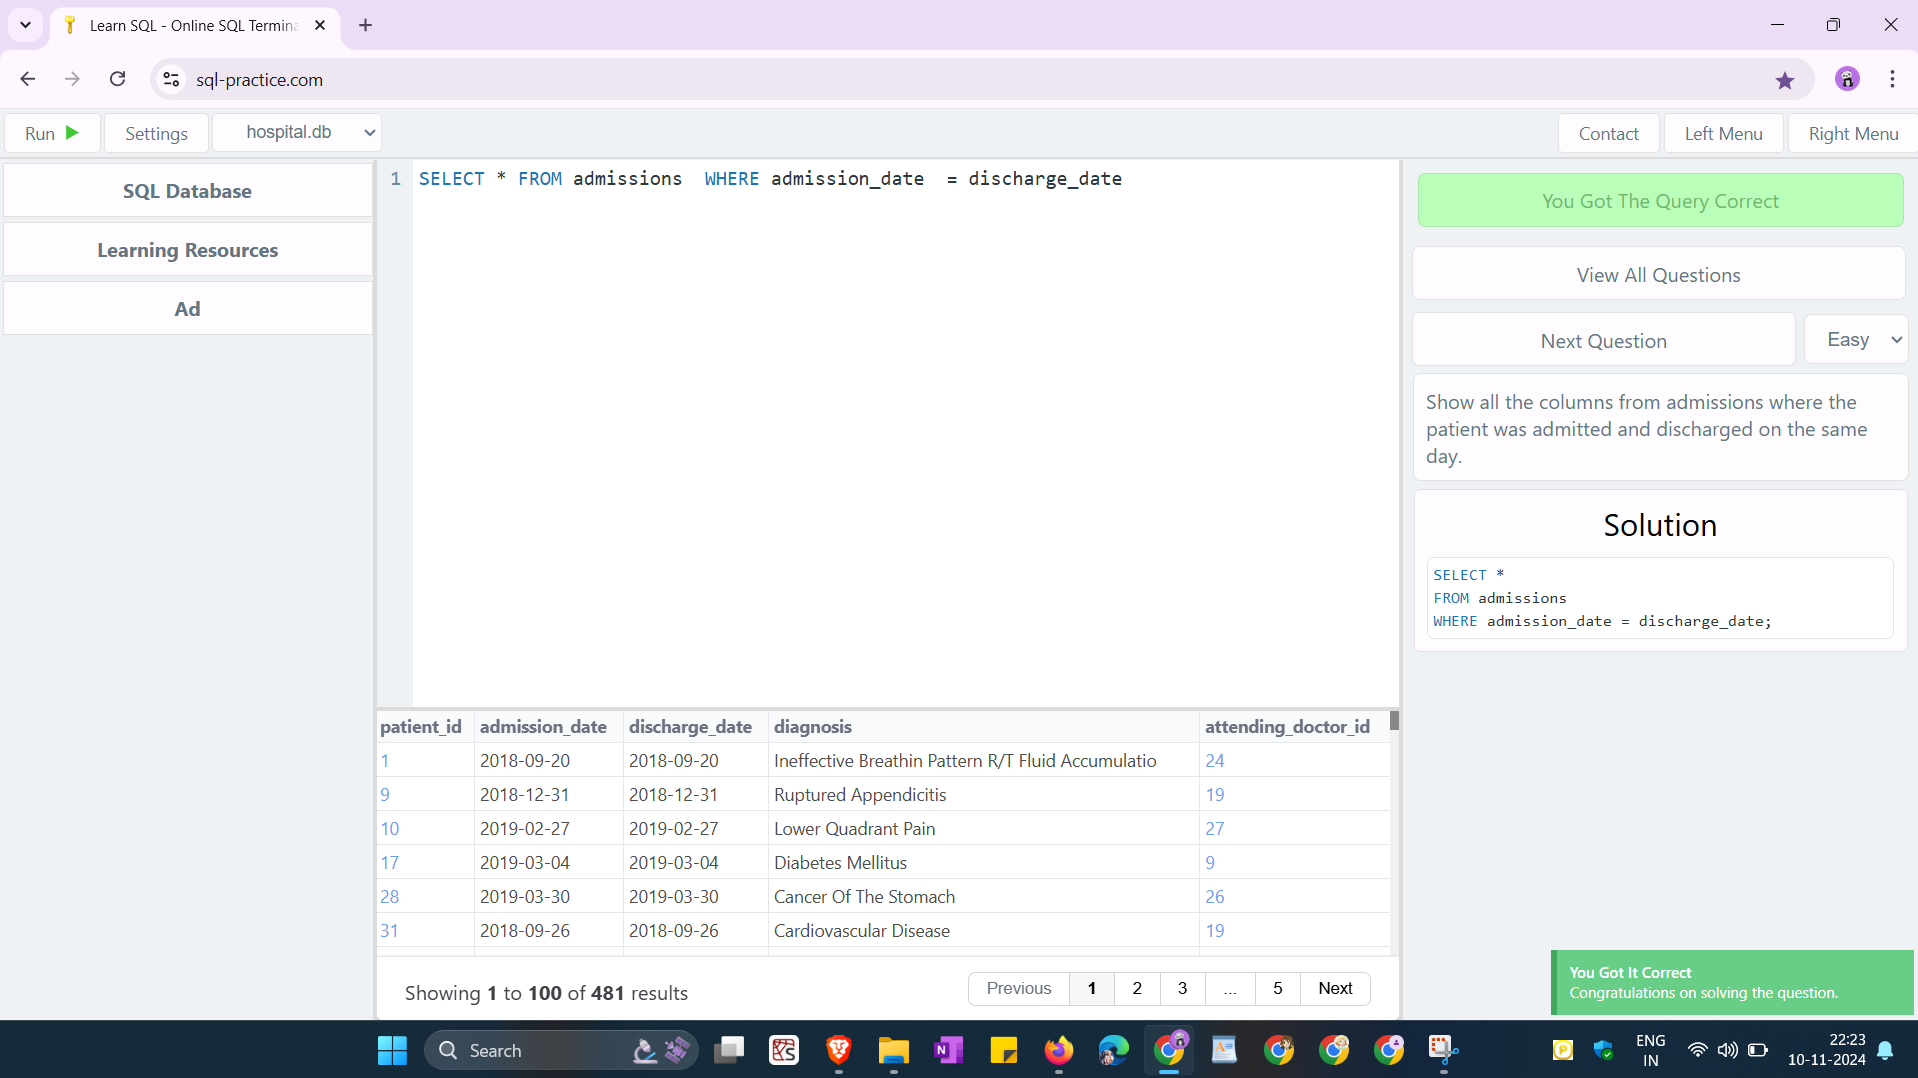 Learn SQL - Online SQL Termina
sql-practice.com
Run
Settings
hospital.db
Contact
Left Menu
Right Menu
SQL Database
Learning Resources
Ad
1 SELECT * FROM admissions  WHERE admission_date  = discharge_date
You Got The Query Correct
View All Questions
Next Question
Easy
Show all the columns from admissions where the
patient was admitted and discharged on the same
day.
Solution
SELECT *
FROM admissions
WHERE admission_date = discharge_date;
patient_id admission_date discharge_date diagnosis attending_doctor_id
1 2018-09-20 2018-09-20 Ineffective Breathin Pattern R/T Fluid Accumulatio 24
9 2018-12-31 2018-12-31 Ruptured Appendicitis 19
10 2019-02-27 2019-02-27 Lower Quadrant Pain 27
17 2019-03-04 2019-03-04 Diabetes Mellitus 9
28 2019-03-30 2019-03-30 Cancer Of The Stomach 26
31 2018-09-26 2018-09-26 Cardiovascular Disease 19
Showing 1 to 100 of 481 results
Previous 1 2 3 ... 5 Next
You Got It Correct
Congratulations on solving the question.
Search
ENG
IN
22:23
10-11-2024